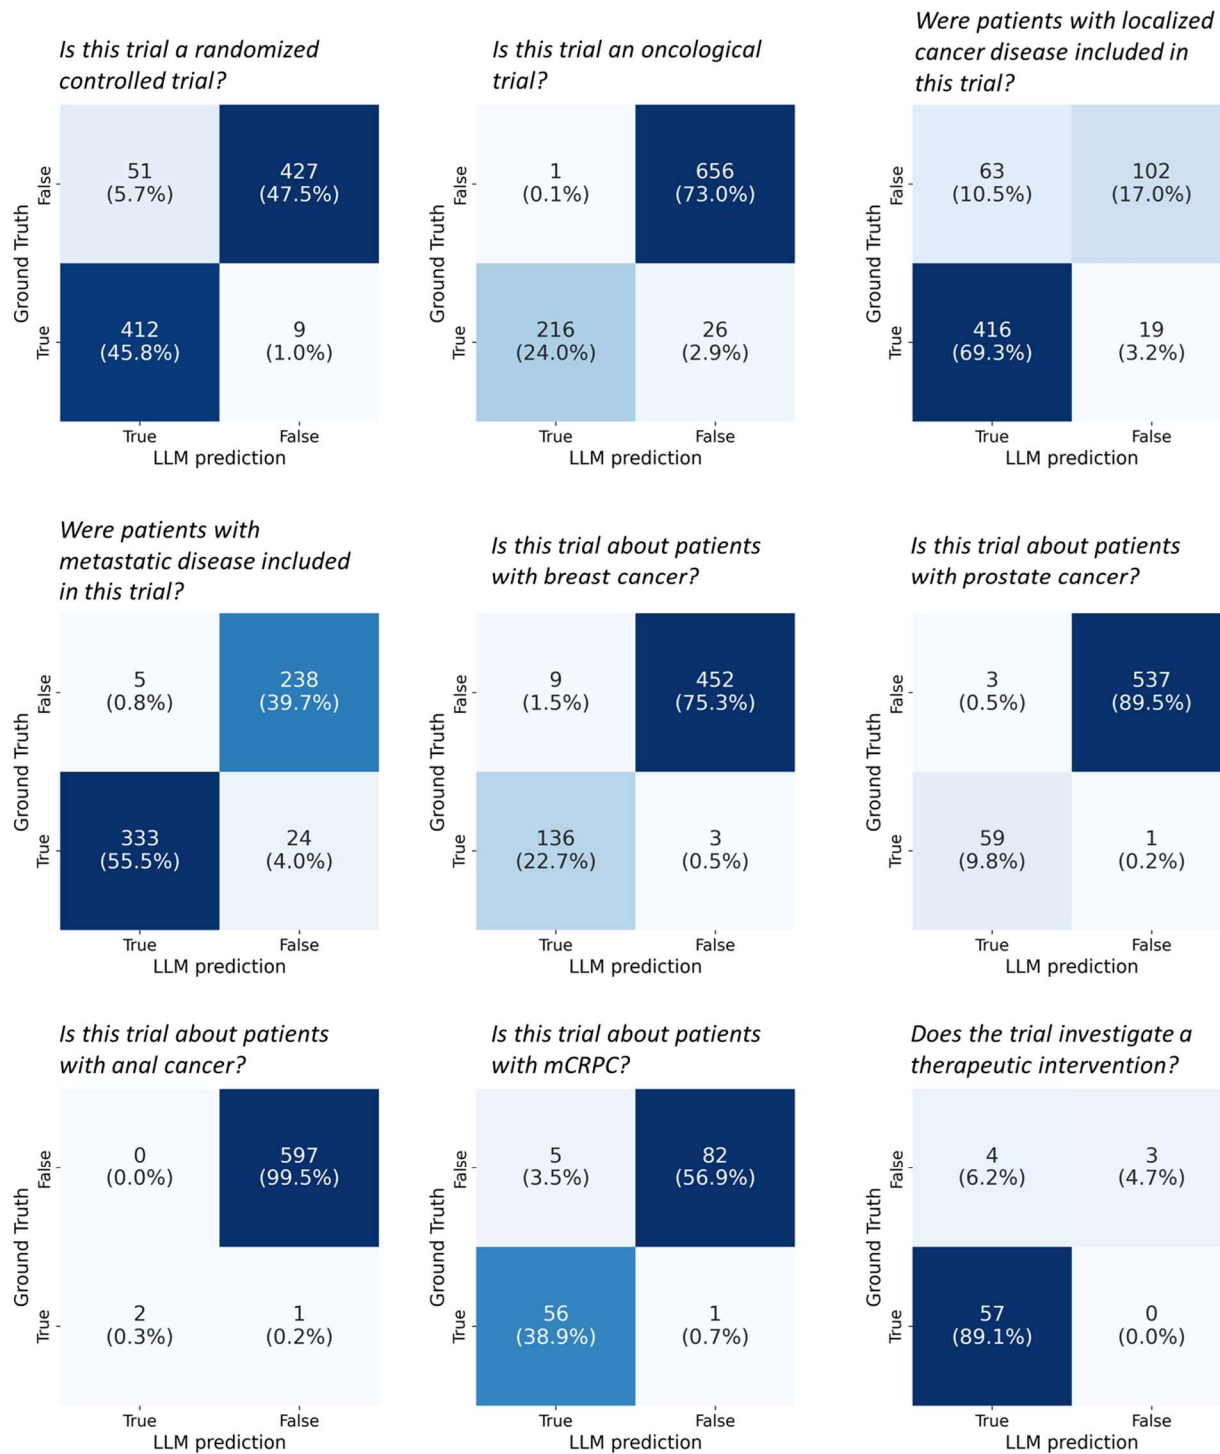 Is this trial a randomized
controlled trial?
51
(5.7%)
427
(47.5%)
412
(45.8%)
9
(1.0%)
False
True
Ground Truth
True
False
LLM prediction
Is this trial an oncological
trial?
1
(0.1%)
656
(73.0%)
216
(24.0%)
26
(2.9%)
False
True
Ground Truth
True
False
LLM prediction
Were patients with localized
cancer disease included in
this trial?
63
(10.5%)
102
(17.0%)
416
(69.3%)
19
(3.2%)
False
True
Ground Truth
True
False
LLM prediction
Were patients with
metastatic disease included
in this trial?
5
(0.8%)
238
(39.7%)
333
(55.5%)
24
(4.0%)
False
True
Ground Truth
True
False
LLM prediction
Is this trial about patients
with breast cancer?
9
(1.5%)
452
(75.3%)
136
(22.7%)
3
(0.5%)
False
True
Ground Truth
True
False
LLM prediction
Is this trial about patients
with prostate cancer?
3
(0.5%)
537
(89.5%)
59
(9.8%)
1
(0.2%)
False
True
Ground Truth
True
False
LLM prediction
Is this trial about patients
with anal cancer?
0
(0.0%)
597
(99.5%)
2
(0.3%)
1
(0.2%)
False
True
Ground Truth
True
False
LLM prediction
Is this trial about patients
with mCRPC?
5
(3.5%)
82
(56.9%)
56
(38.9%)
1
(0.7%)
False
True
Ground Truth
True
False
LLM prediction
Does the trial investigate a
therapeutic intervention?
4
(6.2%)
3
(4.7%)
57
(89.1%)
0
(0.0%)
False
True
Ground Truth
True
False
LLM prediction